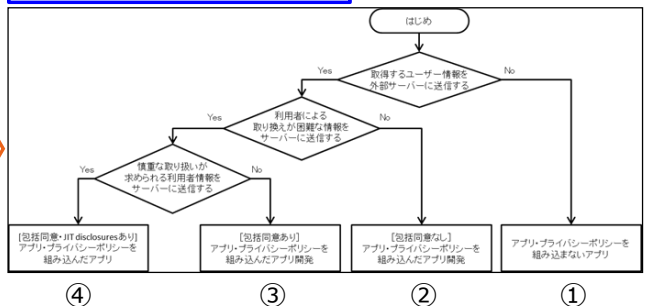 はじめ
取得するユーザー情報を
外部サーバーに送信する
Yes
No
利用者による
取り換えが困難な情報を
サーバーに送信する
Yes
No
慎重な取り扱いが
求められる利用者情報を
サーバーに送信する
Yes
No
[包括同意・JIT disclosuresあり]
アプリ・プライバシーポリシーを
組み込んだアプリ
[包括同意あり]
アプリ・プライバシーポリシーを
組み込んだアプリ開発
[包括同意なし]
アプリ・プライバシーポリシーを
組み込んだアプリ開発
アプリ・プライバシーポリシーを
組み込まないアプリ
④
③
②
①